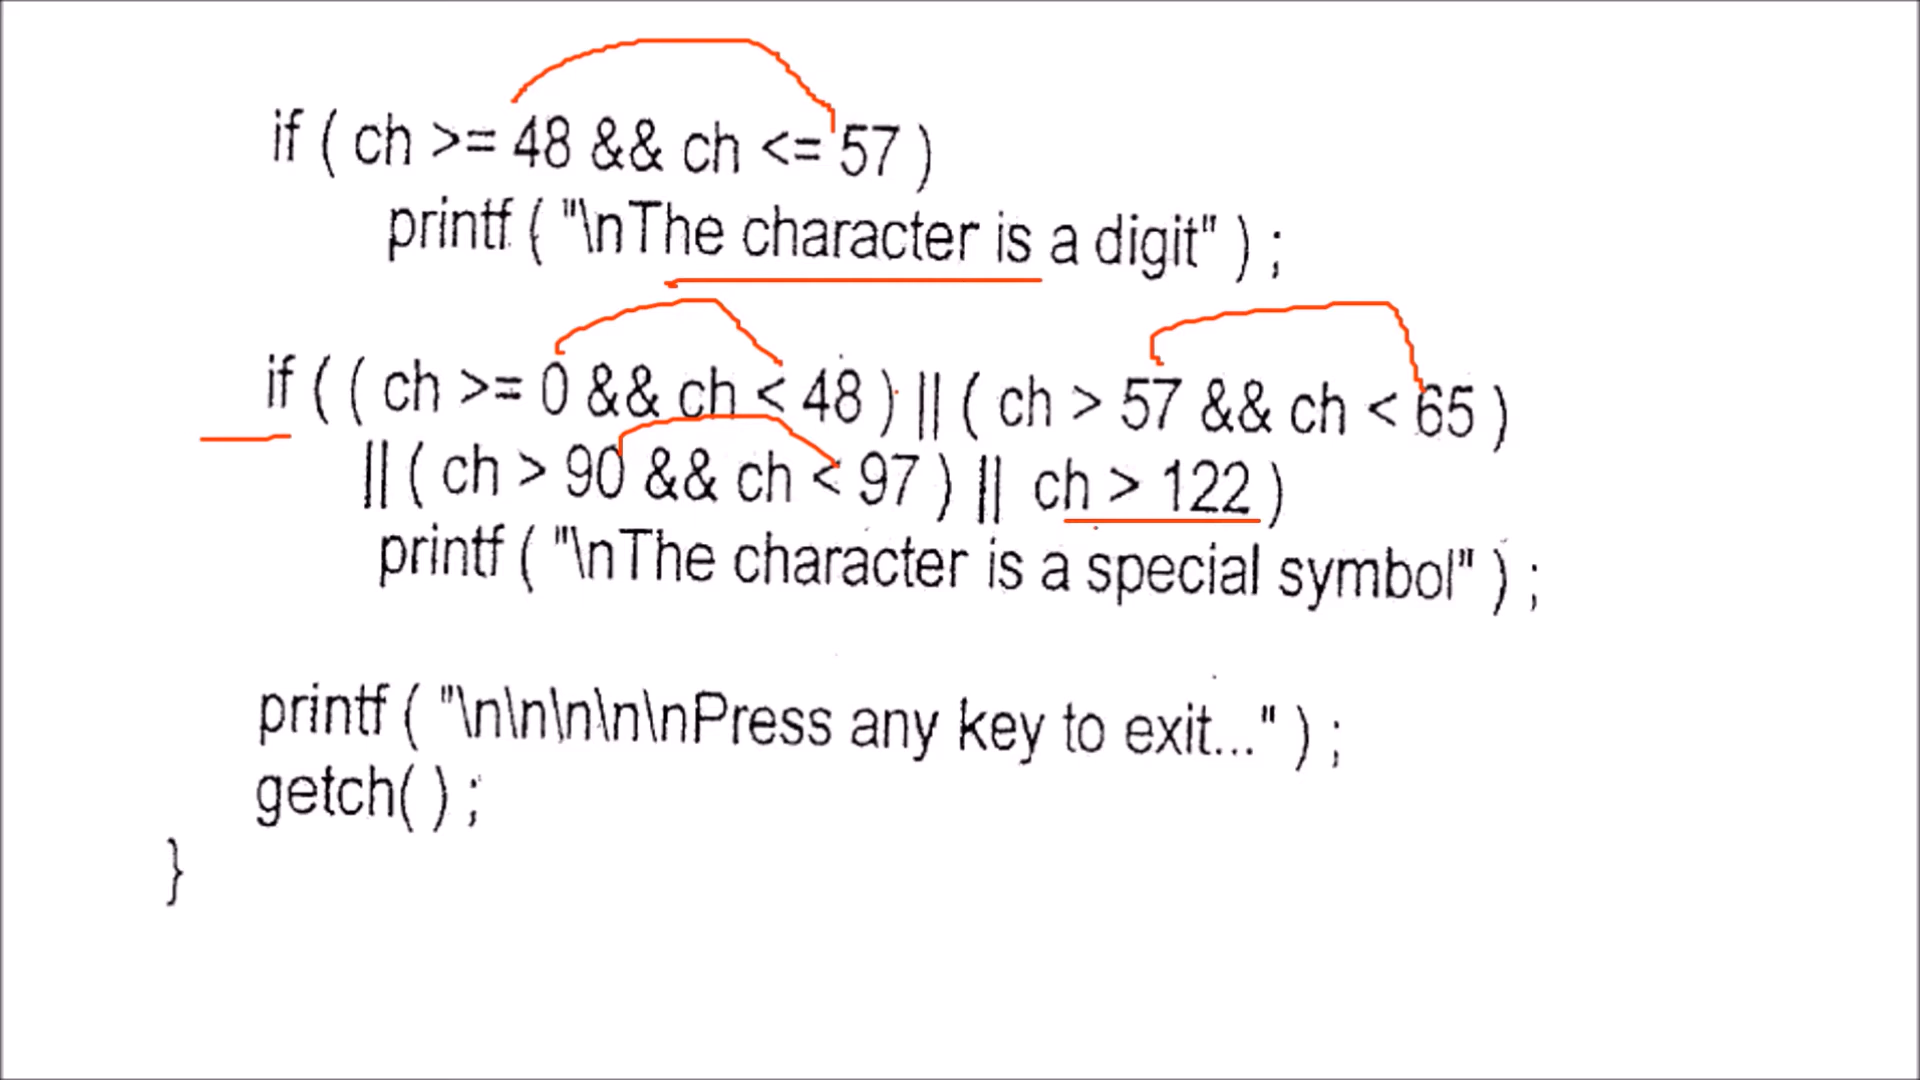 if ( ch >= 48 && ch <= 57 )
printf ( "\nThe character is a digit" ) ;
if ( ( ch >= 0 && ch < 48 ) || ( ch > 57 && ch < 65 )
|| ( ch > 90 && ch < 97 ) || ch > 122 )
printf ( "\nThe character is a special symbol" ) ;
printf ( "\n\n\n\n\nPress any key to exit..." ) ;
getch( ) ;
}